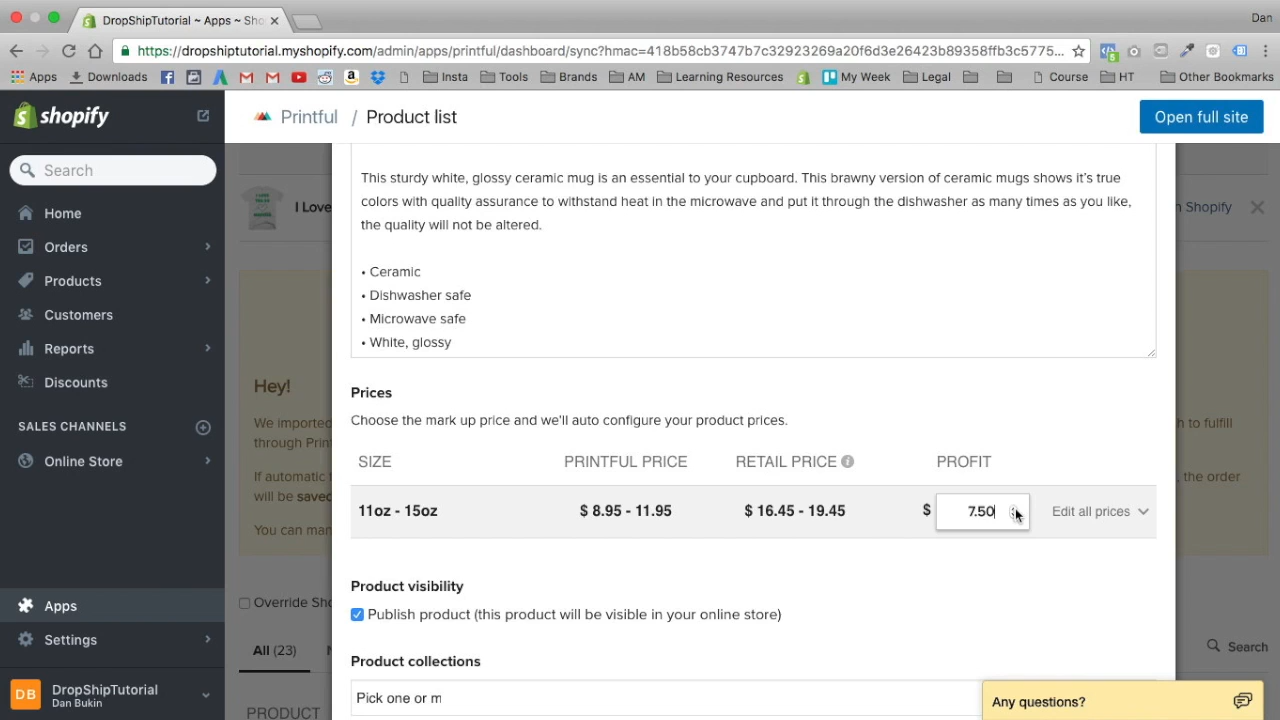 DropShipTutorial ~ Apps ~ Sho
Dan
https://dropshiptutorial.myshopify.com/admin/apps/printful/dashboard/sync?hmac=418b58cb3747b7c32923269a20f6d3e26423b89358ffb3c5775...
Apps Downloads Insta Tools Brands AM Learning Resources My Week Legal Course HT Other Bookmarks
shopify
Printful / Product list
Open full site
Search
This sturdy white, glossy ceramic mug is an essential to your cupboard. This brawny version of ceramic mugs shows it's true
colors with quality assurance to withstand heat in the microwave and put it through the dishwasher as many times as you like,
the quality will not be altered.
• Ceramic
• Dishwasher safe
• Microwave safe
• White, glossy
Home
Orders
Products
Customers
Reports
Discounts
SALES CHANNELS
Online Store
Apps
Settings
DB
DropShipTutorial
Dan Bukin
I Love
Shopify
Hey!
We imported
through Prin
If automatic
will be saved
You can man
h to fulfill
the order
Override Sho
All (23)
Search
PRODUCT
Prices
Choose the mark up price and we'll auto configure your product prices.
SIZE PRINTFUL PRICE RETAIL PRICE PROFIT
11oz - 15oz $ 8.95 - 11.95 $ 16.45 - 19.45 $ 7.50 Edit all prices
Product visibility
Publish product (this product will be visible in your online store)
Product collections
Pick one or m
Any questions?